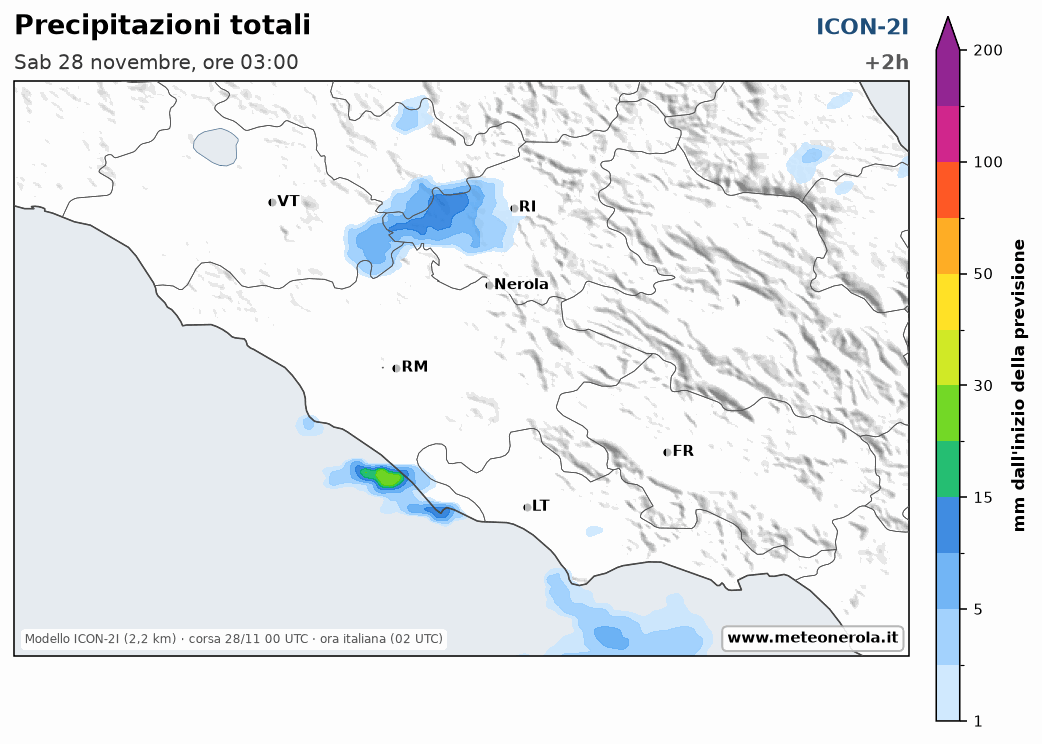 Precipitazioni totali
ICON-2I
Sab 28 novembre, ore 03:00
+2h
200
100
50
30
15
5
1
mm dall'inizio della previsione
VT
RI
Nerola
RM
FR
LT
Modello ICON-2I (2,2 km) · corsa 28/11 00 UTC · ora italiana (02 UTC)
www.meteonerola.it